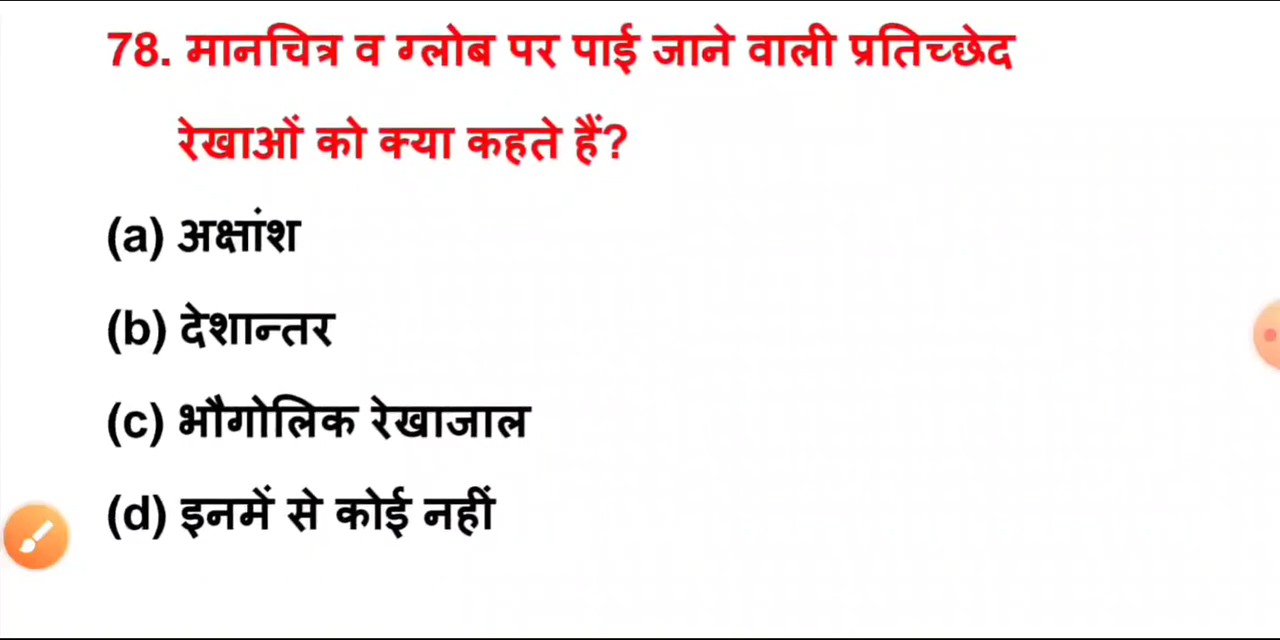 78. मानचित्र व ग्लोब पर पाई जाने वाली प्रतिच्छेद
रेखाओं को क्या कहते हैं?
(a) अक्षांश
(b) देशान्तर
(c) भौगोलिक रेखाजाल
(d) इनमें से कोई नहीं